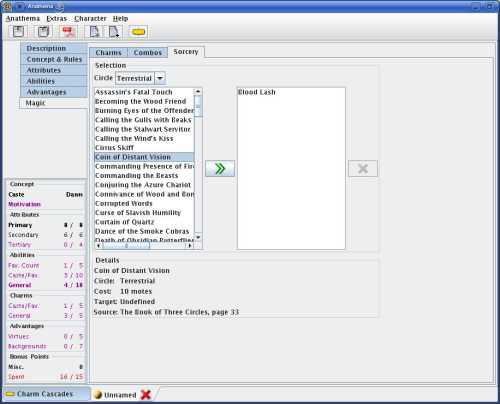 Anathema
Anathema Extras Character Help
Description
Concept & Rules
Attributes
Abilities
Advantages
Magic
Charms Combos Sorcery
Selection
Circle Terrestrial
Assassin's Fatal Touch
Becoming the Wood Friend
Burning Eyes of the Offender
Calling the Gulls with Beaks
Calling the Stalwart Servitor
Calling the Wind's Kiss
Cirrus Skiff
Coin of Distant Vision
Commanding Presence of Fire
Commanding the Beasts
Conjuring the Azure Chariot
Connivance of Wood and Bon
Corrupted Words
Curse of Slavish Humility
Curtain of Quartz
Dance of the Smoke Cobras
Death of Obsidian Butterflies
Blood Lash
Details
Coin of Distant Vision
Circle: Terrestrial
Cost: 10 motes
Target: Undefined
Source: The Book of Three Circles, page 33
Concept
Caste Dawn
Motivation
Attributes
Primary 8 / 8
Secondary 6 / 6
Tertiary 0 / 4
Abilities
Fav. Count 1 / 5
Caste/Fav. 3 / 10
General 4 / 18
Charms
Caste/Fav. 1 / 5
General 3 / 5
Advantages
Virtues 0 / 5
Backgrounds 0 / 7
Bonus Points
Misc. 0
Spent 16 / 15
Charm Cascades
Unnamed